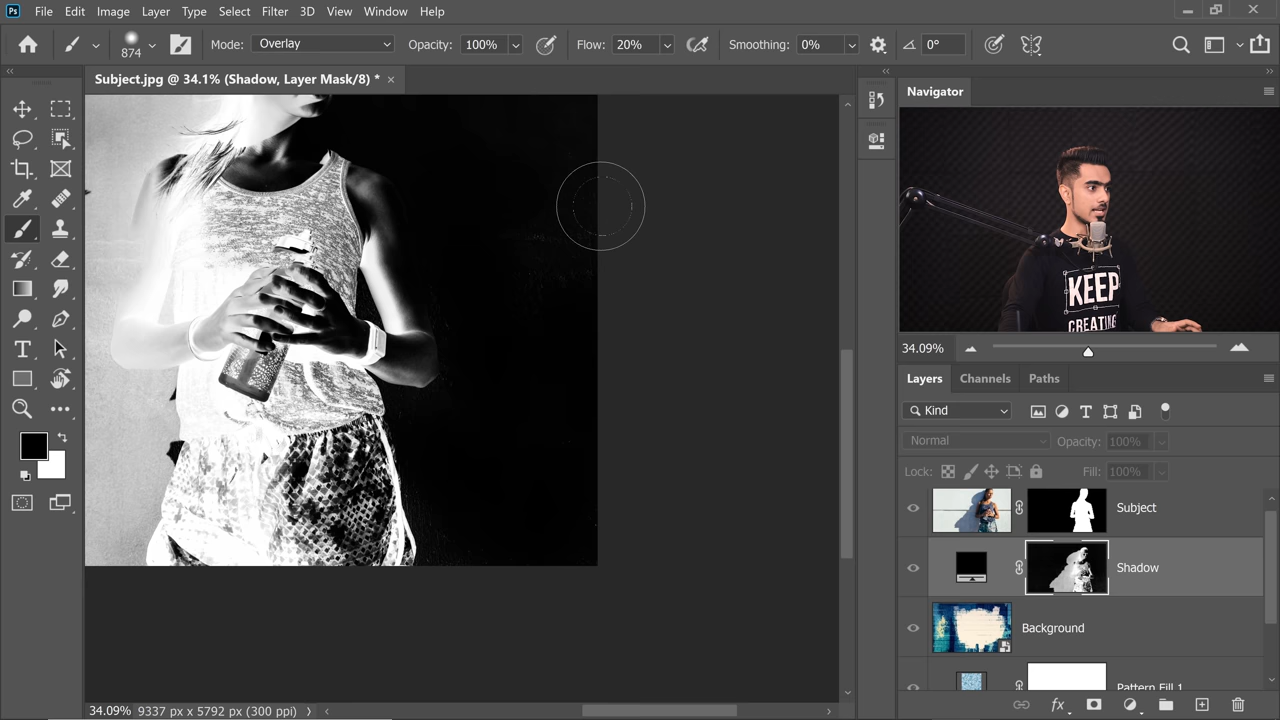 Ps File Edit Image Layer Type Select Filter 3D View Window Help
874 Mode: Overlay Opacity: 100% Flow: 20% Smoothing: 0% 0°
Subject.jpg @ 34.1% (Shadow, Layer Mask/8) *
Navigator
KEEP
CREATING
34.09%
Layers Channels Paths
Kind
Normal Opacity: 100%
Lock: Fill: 100%
Subject
Shadow
Background
Pattern Fill 1
34.09% 9337 px x 5792 px (300 ppi)